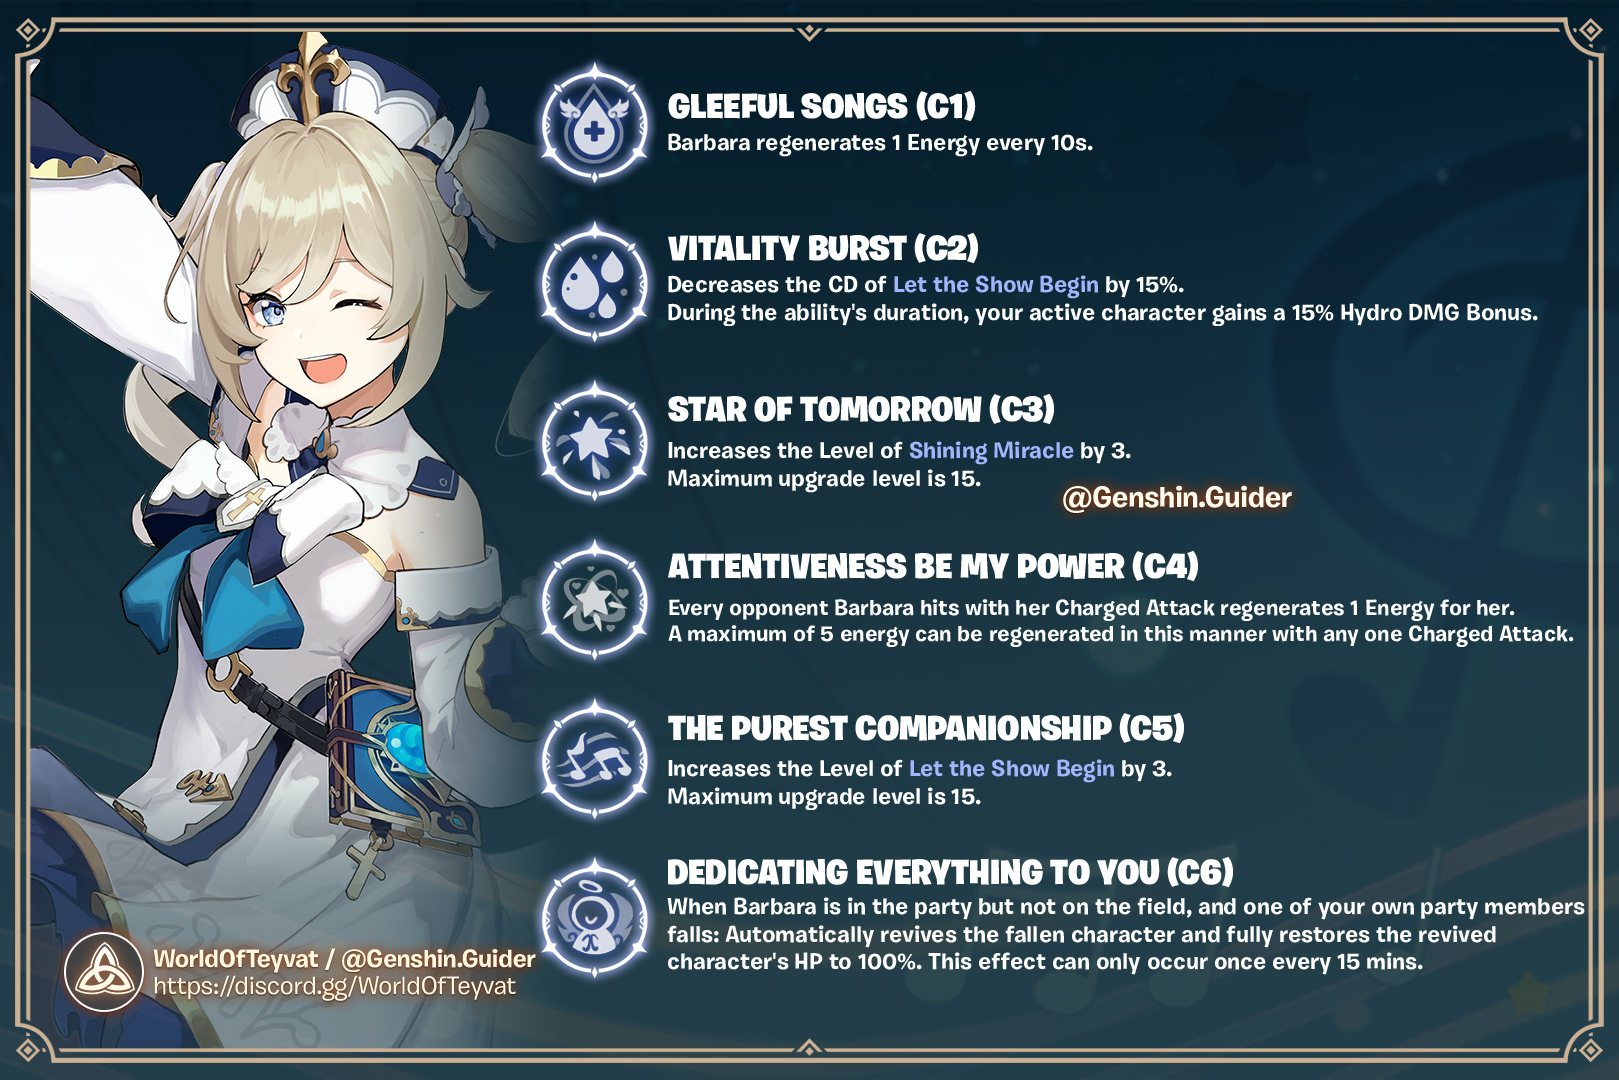 GLEEFUL SONGS (C1)
Barbara regenerates 1 Energy every 10s.
VITALITY BURST (C2)
Decreases the CD of Let the Show Begin by 15%.
During the ability's duration, your active character gains a 15% Hydro DMG Bonus.
STAR OF TOMORROW (C3)
Increases the Level of Shining Miracle by 3.
Maximum upgrade level is 15.
@Genshin.Guider
ATTENTIVENESS BE MY POWER (C4)
Every opponent Barbara hits with her Charged Attack regenerates 1 Energy for her.
A maximum of 5 energy can be regenerated in this manner with any one Charged Attack.
THE PUREST COMPANIONSHIP (C5)
Increases the Level of Let the Show Begin by 3.
Maximum upgrade level is 15.
DEDICATING EVERYTHING TO YOU (C6)
When Barbara is in the party but not on the field, and one of your own party members
falls: Automatically revives the fallen character and fully restores the revived
character's HP to 100%. This effect can only occur once every 15 mins.
WorldOfTeyvat / @Genshin.Guider
https://discord.gg/WorldOfTeyvat